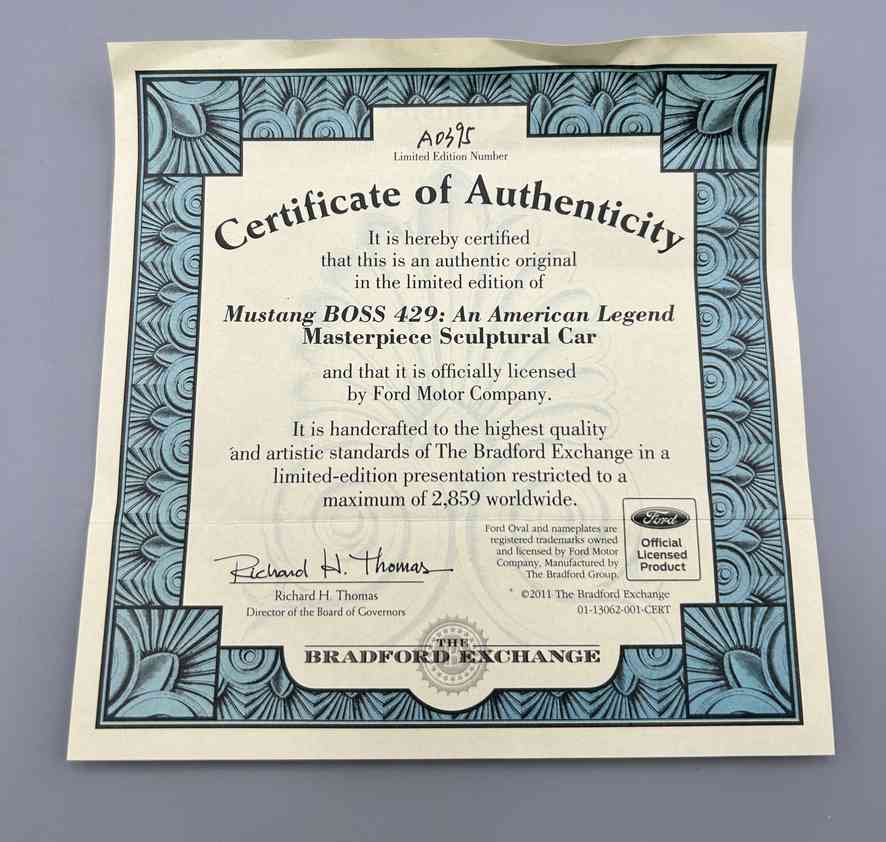 A0395
Limited Edition Number
Certificate of Authenticity
It is hereby certified
that this is an authentic original
in the limited edition of
Mustang BOSS 429: An American Legend
Masterpiece Sculptural Car
and that it is officially licensed
by Ford Motor Company.
It is handcrafted to the highest quality
and artistic standards of The Bradford Exchange in a
limited-edition presentation restricted to a
maximum of 2,859 worldwide.
Richard H. Thomas
Richard H. Thomas
Director of the Board of Governors
Ford Oval and nameplates are
registered trademarks owned
and licensed by Ford Motor
Company, Manufactured by
The Bradford Group.
Ford
Official
Licensed
Product
©2011 The Bradford Exchange
01-13062-001-CERT
THE
BRADFORD EXCHANGE